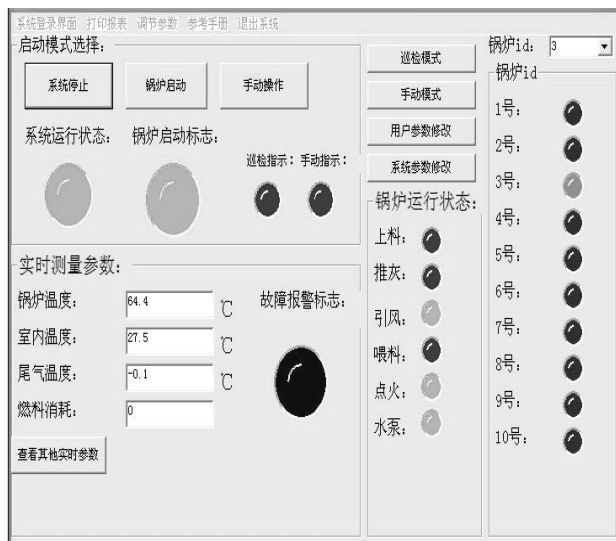 系统登录界面 打印报表 调节参数 参考手册 退出系统
启动模式选择：
系统停止 锅炉启动 手动操作
系统运行状态： 锅炉启动标志：
巡检指示： 手动指示：
实时测量参数：
锅炉温度： 64.4 ℃
室内温度： 27.5 ℃
尾气温度： -0.1 ℃
燃料消耗： 0
故障报警标志：
查看其他实时参数
巡检模式
手动模式
用户参数修改
系统参数修改
锅炉运行状态：
上料：
推灰：
引风：
喂料：
点火：
水泵：
锅炉id： 3
锅炉id
1号：
2号：
3号：
4号：
5号：
6号：
7号：
8号：
9号：
10号：